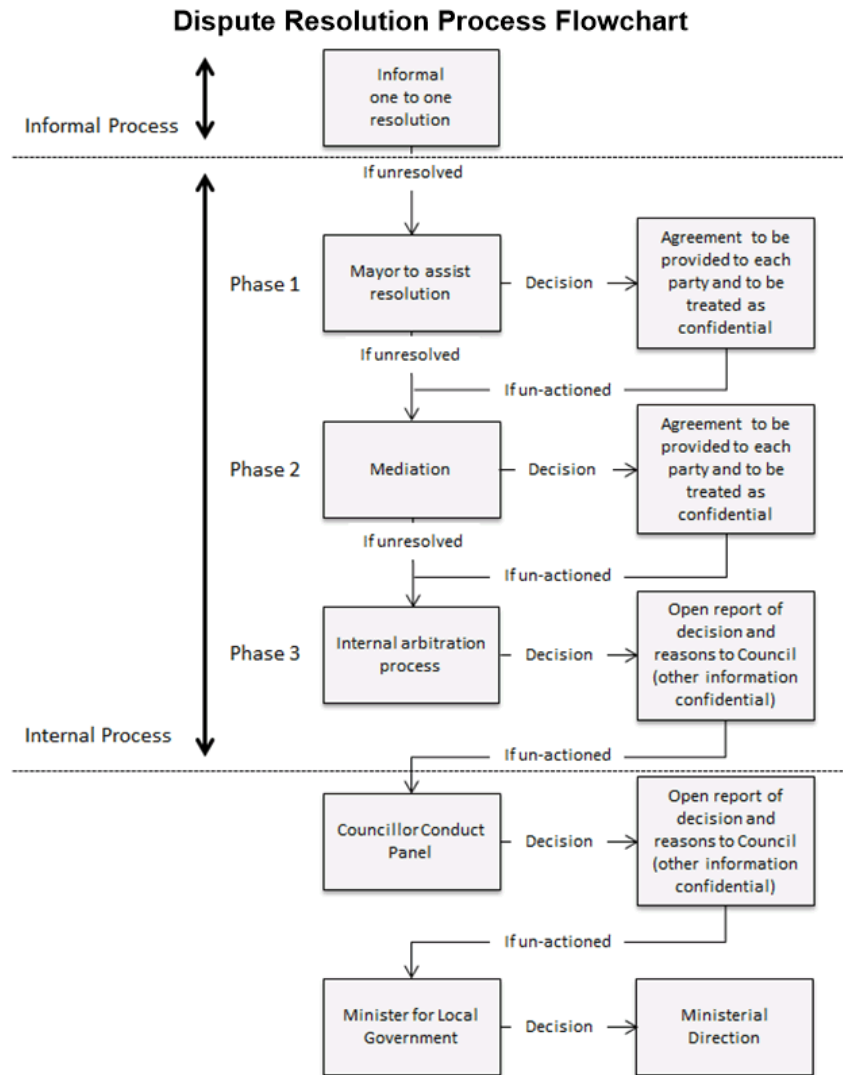 Dispute Resolution Process Flowchart
Informal
one to one
resolution
Informal Process
If unresolved
Phase 1
Mayor to assist
resolution
Decision
Agreement to be
provided to each
party and to be
treated as
confidential
If unresolved
If un-actioned
Phase 2
Mediation
Decision
Agreement to be
provided to each
party and to be
treated as
confidential
If unresolved
If un-actioned
Phase 3
Internal arbitration
process
Decision
Open report of
decision and
reasons to Council
(other information
confidential)
Internal Process
If un-actioned
Councillor Conduct
Panel
Decision
Open report of
decision and
reasons to Council
(other information
confidential)
If un-actioned
Minister for Local
Government
Decision
Ministerial
Direction